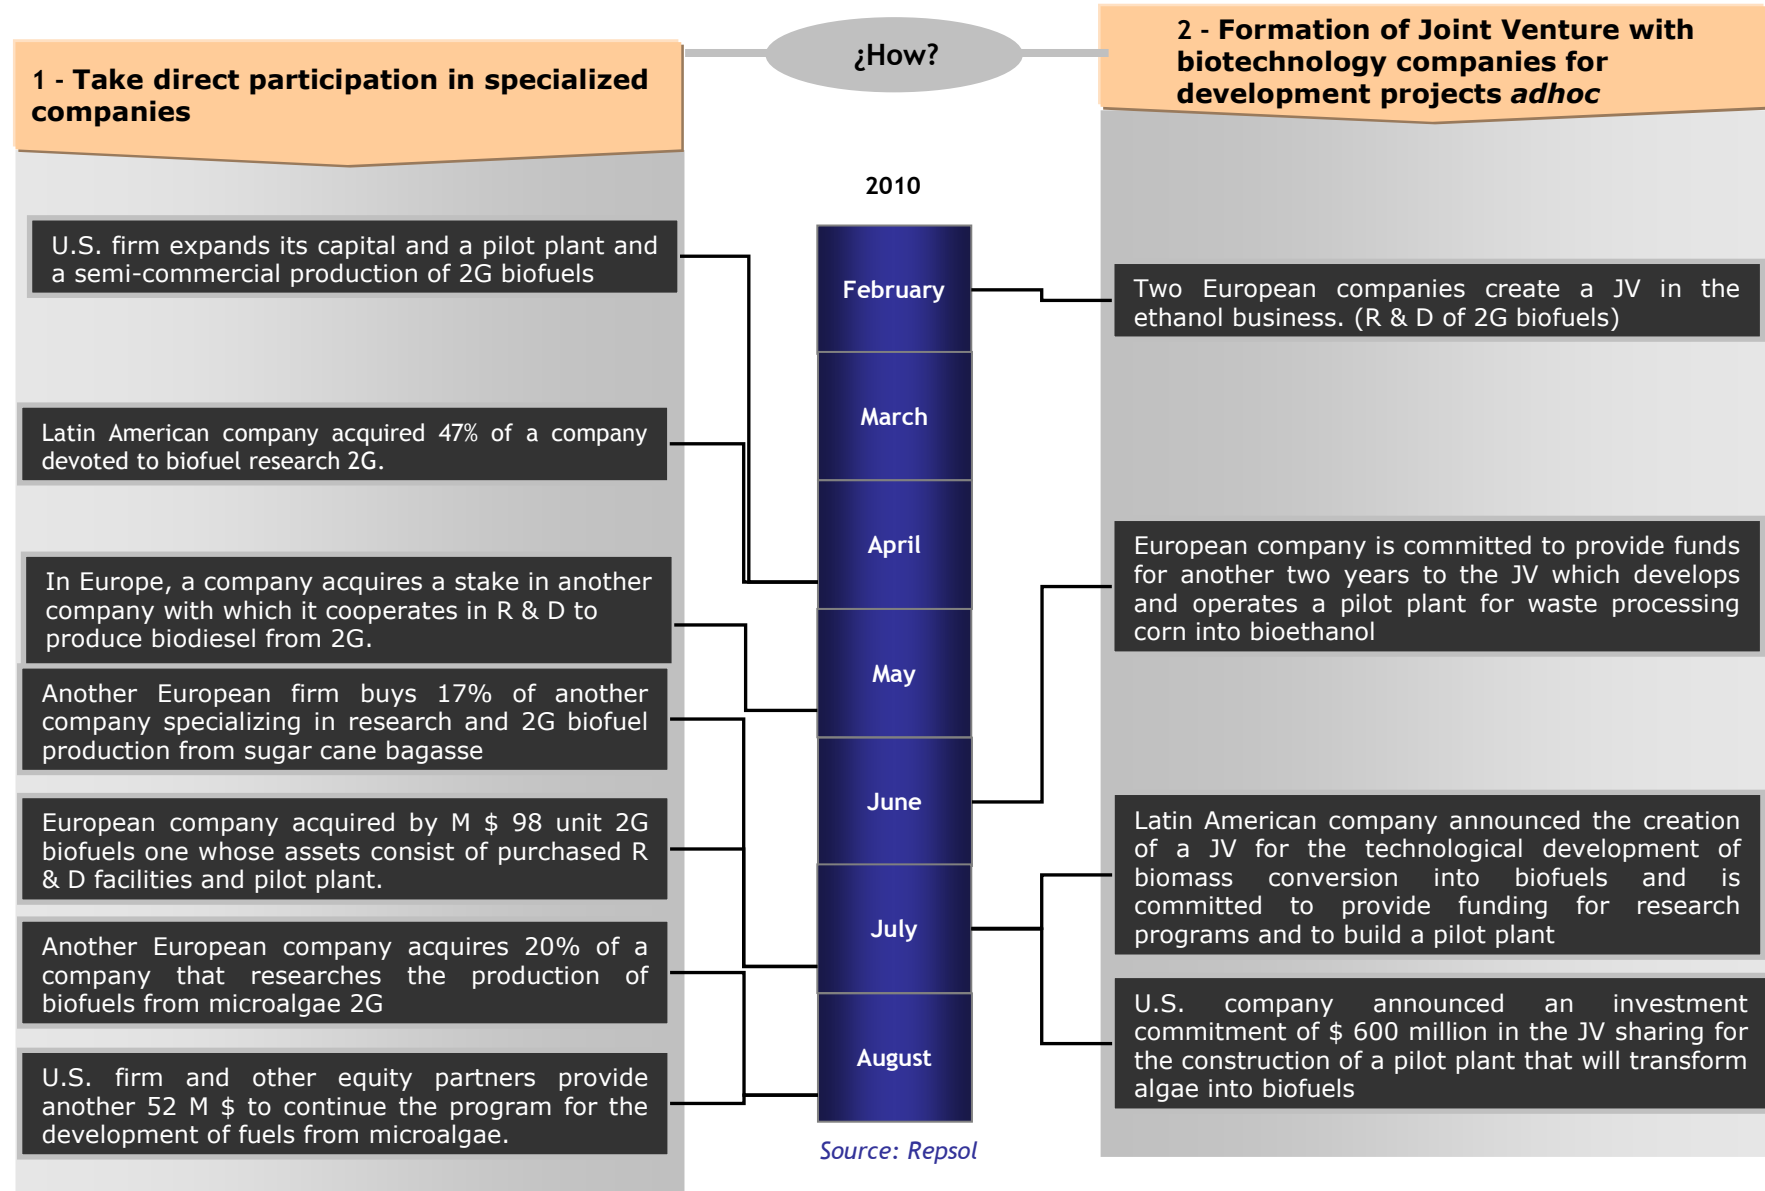 ¿How?
1 - Take direct participation in specialized
companies
2 - Formation of Joint Venture with
biotechnology companies for
development projects adhoc
2010
U.S. firm expands its capital and a pilot plant and
a semi-commercial production of 2G biofuels
Latin American company acquired 47% of a company
devoted to biofuel research 2G.
In Europe, a company acquires a stake in another
company with which it cooperates in R & D to
produce biodiesel from 2G.
Another European firm buys 17% of another
company specializing in research and 2G biofuel
production from sugar cane bagasse
European company acquired by M $ 98 unit 2G
biofuels one whose assets consist of purchased R
& D facilities and pilot plant.
Another European company acquires 20% of a
company that researches the production of
biofuels from microalgae 2G
U.S. firm and other equity partners provide
another 52 M $ to continue the program for the
development of fuels from microalgae.
February
March
April
May
June
July
August
Source: Repsol
Two European companies create a JV in the
ethanol business. (R & D of 2G biofuels)
European company is committed to provide funds
for another two years to the JV which develops
and operates a pilot plant for waste processing
corn into bioethanol
Latin American company announced the creation
of a JV for the technological development of
biomass conversion into biofuels and is
committed to provide funding for research
programs and to build a pilot plant
U.S. company announced an investment
commitment of $ 600 million in the JV sharing for
the construction of a pilot plant that will transform
algae into biofuels